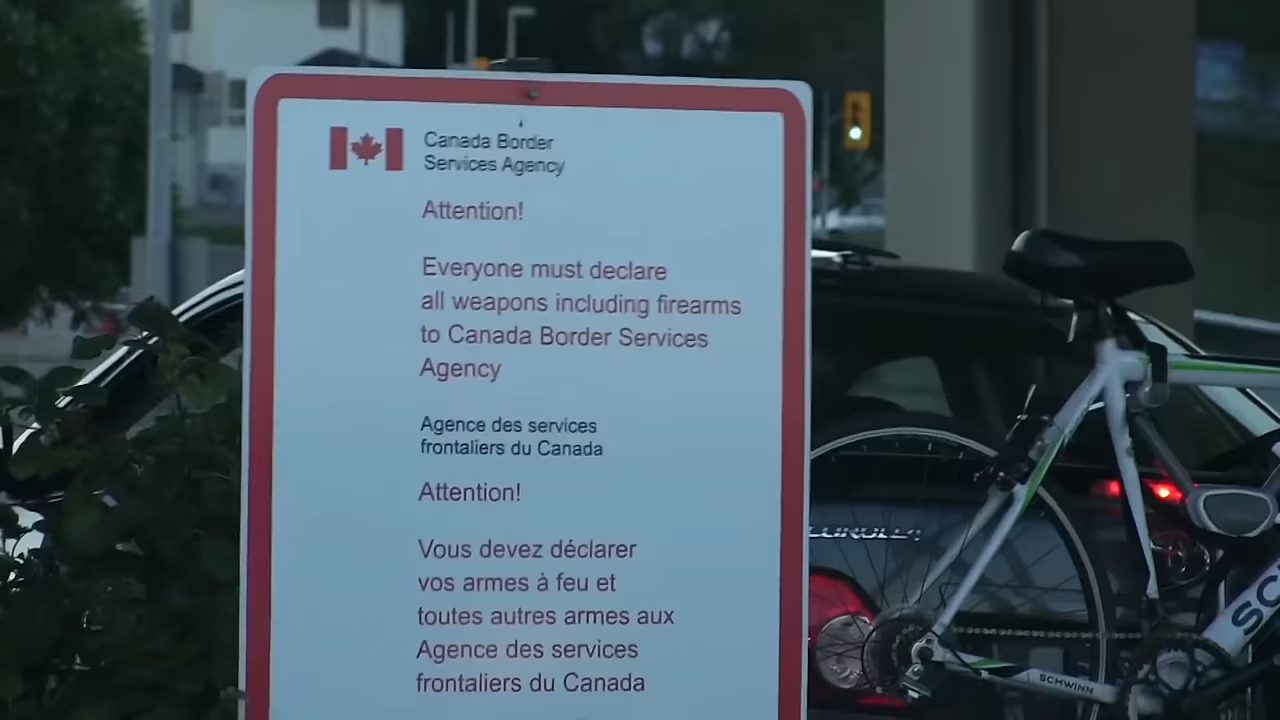 Canada Border
Services Agency
Attention!
Everyone must declare
all weapons including firearms
to Canada Border Services
Agency
Agence des services
frontaliers du Canada
Attention!
Vous devez déclarer
vos armes à feu et
toutes autres armes aux
Agence des services
frontaliers du Canada
COROLLA
SCHWINN
SC